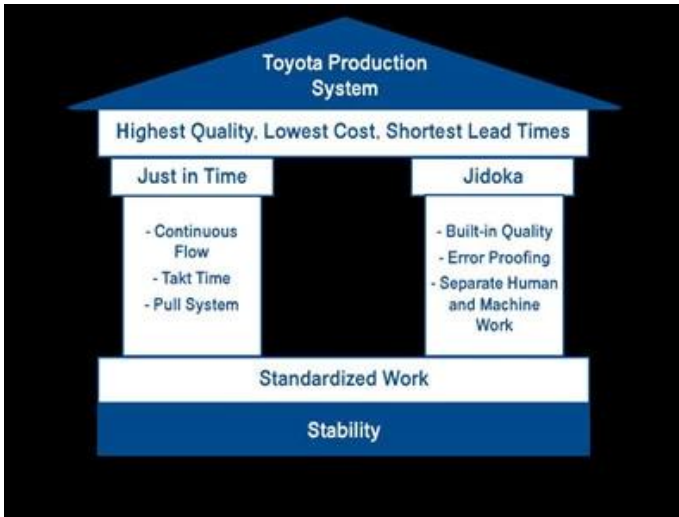 Toyota Production
System
Highest Quality, Lowest Cost, Shortest Lead Times
Just in Time
- Continuous
Flow
- Takt Time
- Pull System
Jidoka
- Built-in Quality
- Error Proofing
- Separate Human
and Machine
Work
Standardized Work
Stability